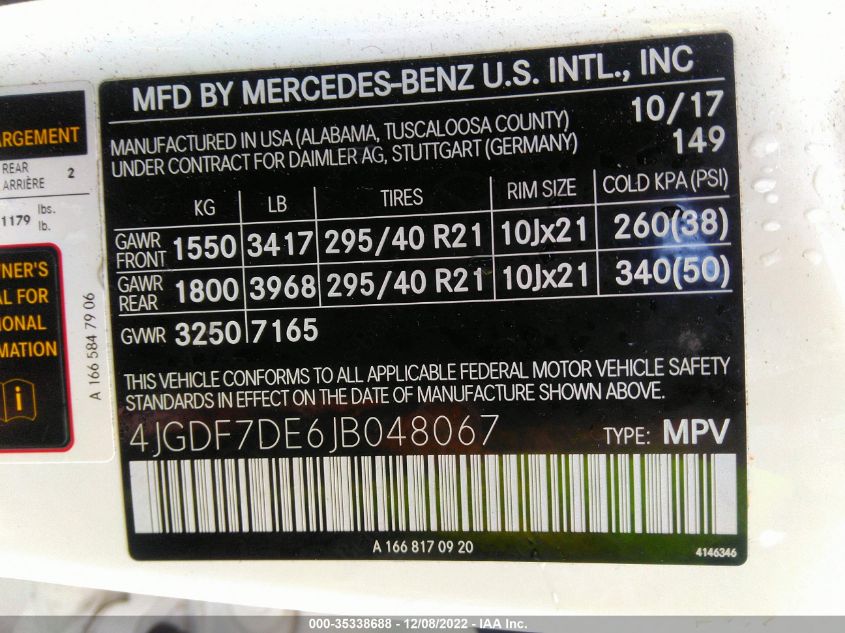 ARGEMENT
REAR
ARRIÈRE 2
1179 lbs.
lb.
WNER'S
AL FOR
IONAL
MATION
A 166 584 79 06
MFD BY MERCEDES-BENZ U.S. INTL., INC
10/17
MANUFACTURED IN USA (ALABAMA, TUSCALOOSA COUNTY)
UNDER CONTRACT FOR DAIMLER AG, STUTTGART (GERMANY) 149
KG LB TIRES RIM SIZE COLD KPA (PSI)
GAWR FRONT 1550 3417 295/40 R21 10Jx21 260(38)
GAWR REAR 1800 3968 295/40 R21 10Jx21 340(50)
GVWR 3250 7165
THIS VEHICLE CONFORMS TO ALL APPLICABLE FEDERAL MOTOR VEHICLE SAFETY
STANDARDS IN EFFECT ON THE DATE OF MANUFACTURE SHOWN ABOVE.
4JGDF7DE6JB048067 TYPE: MPV
A 166 817 09 20
4146346
000-35338688 - 12/08/2022 - IAA Inc.